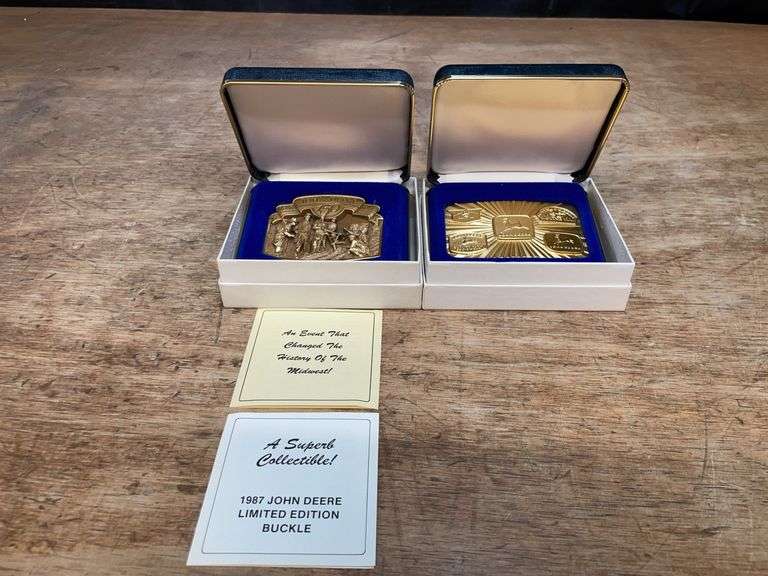 An Event That
Changed The
History Of The
Midwest!
A Superb
Collectible!
1987 JOHN DEERE
LIMITED EDITION
BUCKLE